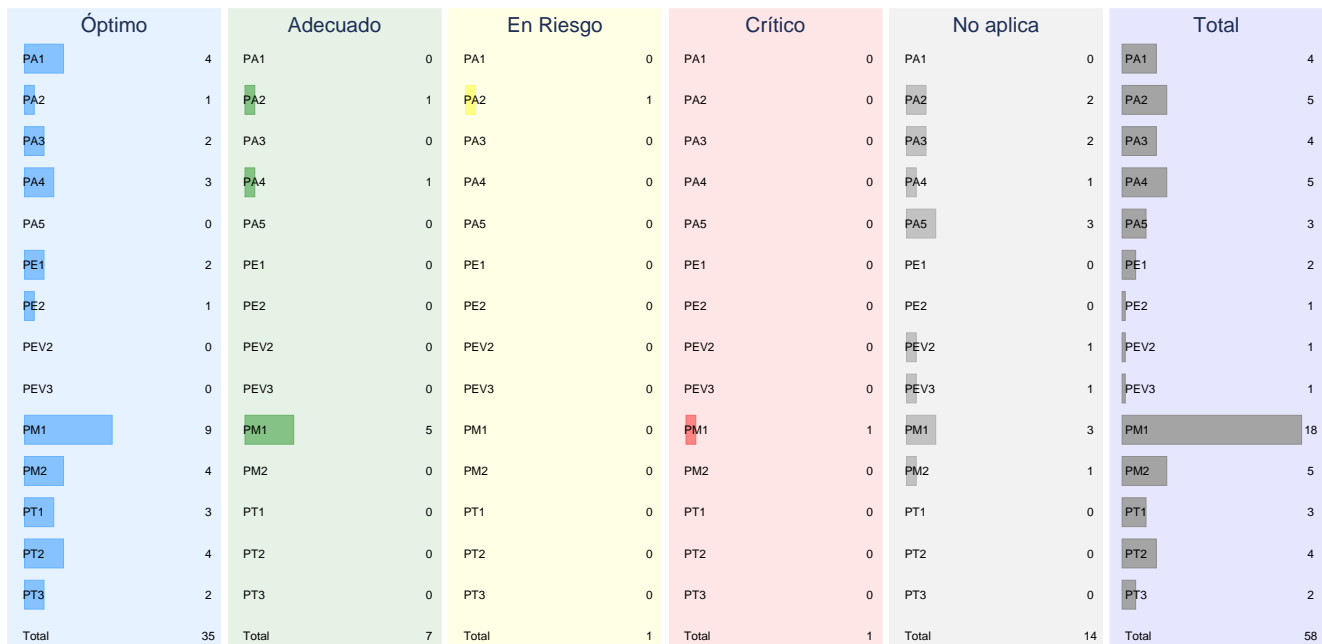 Óptimo Adecuado En Riesgo Crítico No aplica Total
PA1 4 PA1 0 PA1 0 PA1 0 PA1 0 PA1 4
PA2 1 PA2 1 PA2 1 PA2 0 PA2 2 PA2 5
PA3 2 PA3 0 PA3 0 PA3 0 PA3 2 PA3 4
PA4 3 PA4 1 PA4 0 PA4 0 PA4 1 PA4 5
PA5 0 PA5 0 PA5 0 PA5 0 PA5 3 PA5 3
PE1 2 PE1 0 PE1 0 PE1 0 PE1 0 PE1 2
PE2 1 PE2 0 PE2 0 PE2 0 PE2 0 PE2 1
PEV2 0 PEV2 0 PEV2 0 PEV2 0 PEV2 1 PEV2 1
PEV3 0 PEV3 0 PEV3 0 PEV3 0 PEV3 1 PEV3 1
PM1 9 PM1 5 PM1 0 PM1 1 PM1 3 PM1 18
PM2 4 PM2 0 PM2 0 PM2 0 PM2 1 PM2 5
PT1 3 PT1 0 PT1 0 PT1 0 PT1 0 PT1 3
PT2 4 PT2 0 PT2 0 PT2 0 PT2 0 PT2 4
PT3 2 PT3 0 PT3 0 PT3 0 PT3 0 PT3 2
Total 35 Total 7 Total 1 Total 1 Total 14 Total 58